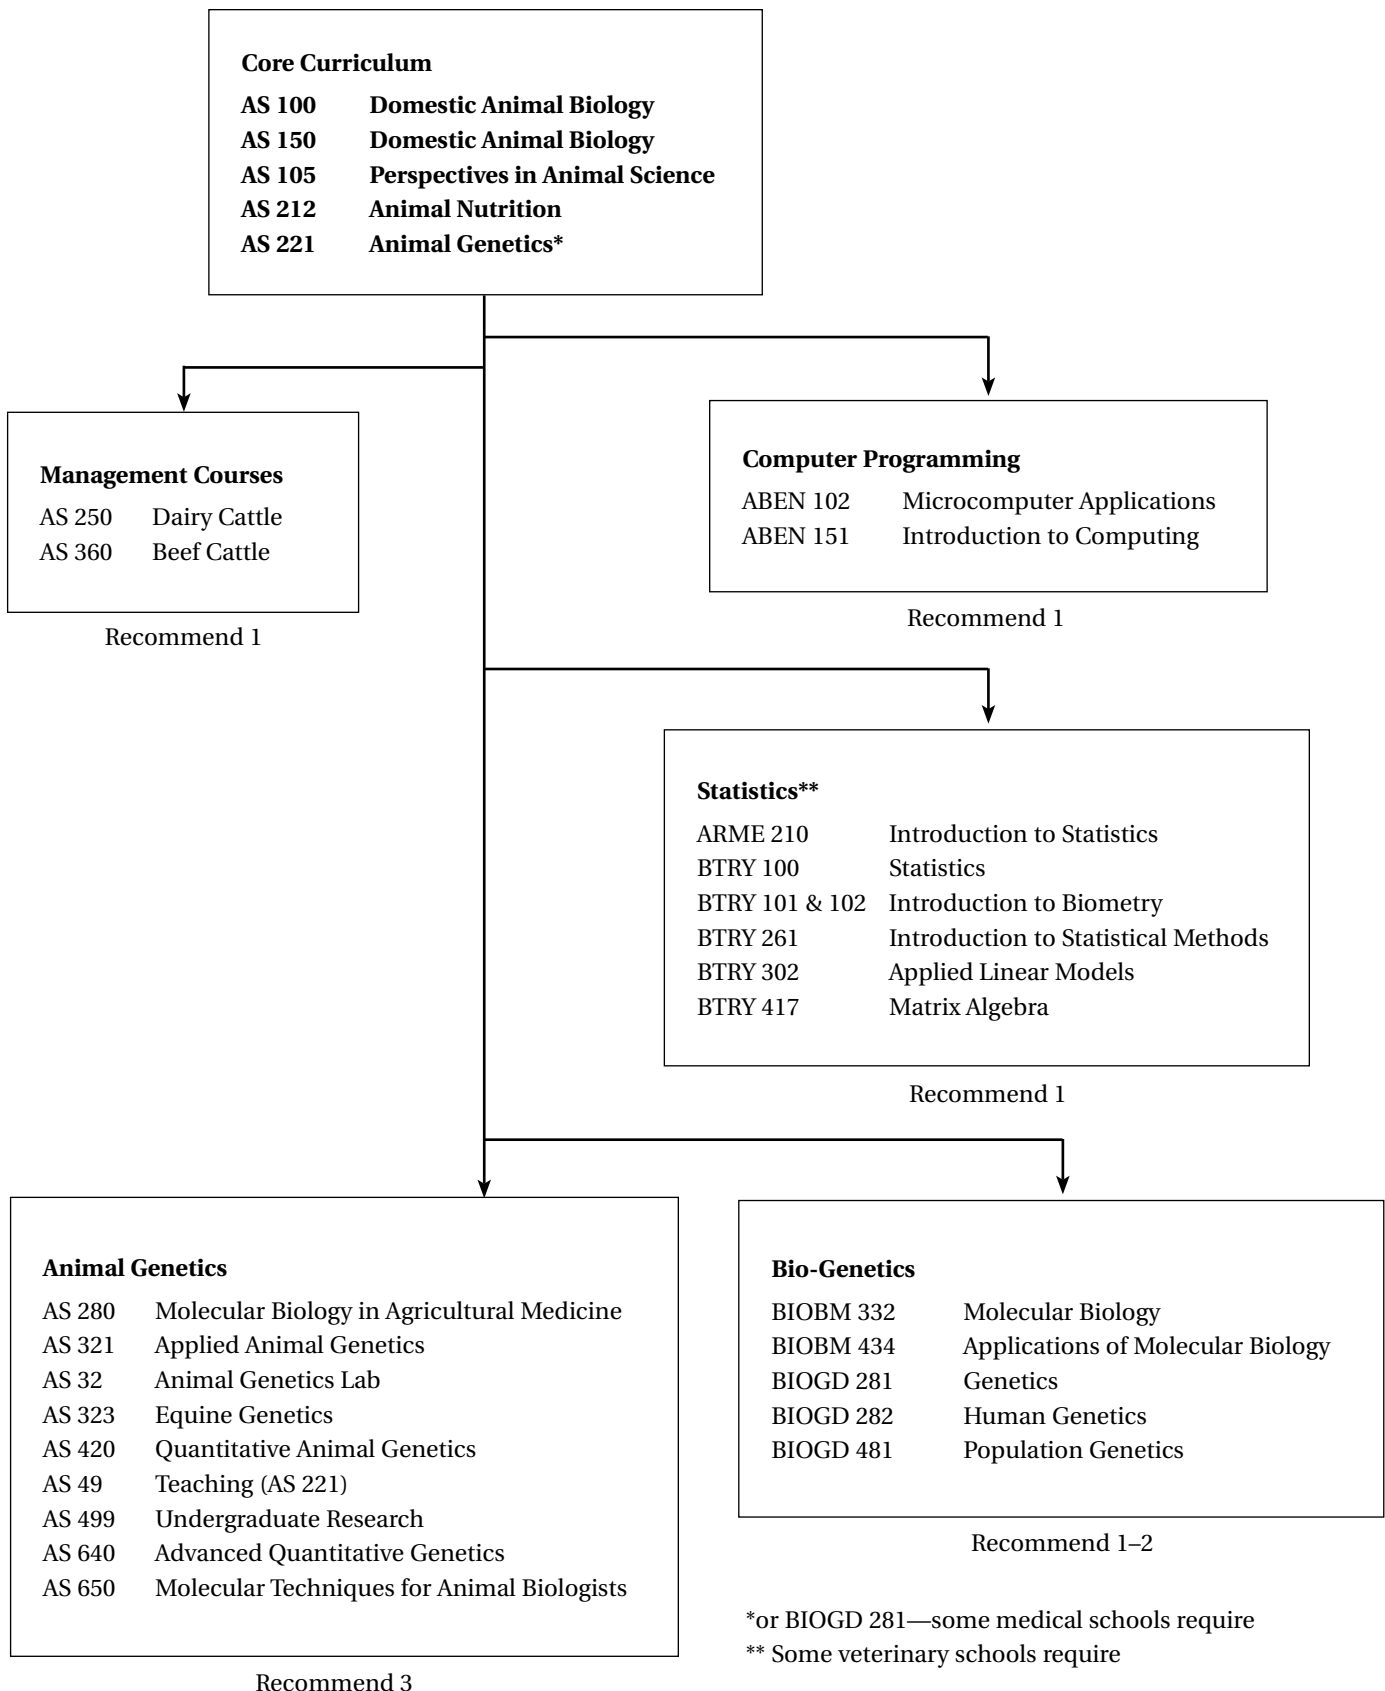 Core Curriculum
AS 100 Domestic Animal Biology
AS 150 Domestic Animal Biology
AS 105 Perspectives in Animal Science
AS 212 Animal Nutrition
AS 221 Animal Genetics*
Management Courses
AS 250 Dairy Cattle
AS 360 Beef Cattle
Recommend 1
Computer Programming
ABEN 102 Microcomputer Applications
ABEN 151 Introduction to Computing
Recommend 1
Statistics**
ARME 210 Introduction to Statistics
BTRY 100 Statistics
BTRY 101 & 102 Introduction to Biometry
BTRY 261 Introduction to Statistical Methods
BTRY 302 Applied Linear Models
BTRY 417 Matrix Algebra
Recommend 1
Animal Genetics
AS 280 Molecular Biology in Agricultural Medicine
AS 321 Applied Animal Genetics
AS 32 Animal Genetics Lab
AS 323 Equine Genetics
AS 420 Quantitative Animal Genetics
AS 49 Teaching (AS 221)
AS 499 Undergraduate Research
AS 640 Advanced Quantitative Genetics
AS 650 Molecular Techniques for Animal Biologists
Recommend 3
Bio-Genetics
BIOBM 332 Molecular Biology
BIOBM 434 Applications of Molecular Biology
BIOGD 281 Genetics
BIOGD 282 Human Genetics
BIOGD 481 Population Genetics
Recommend 1–2
*or BIOGD 281—some medical schools require
** Some veterinary schools require